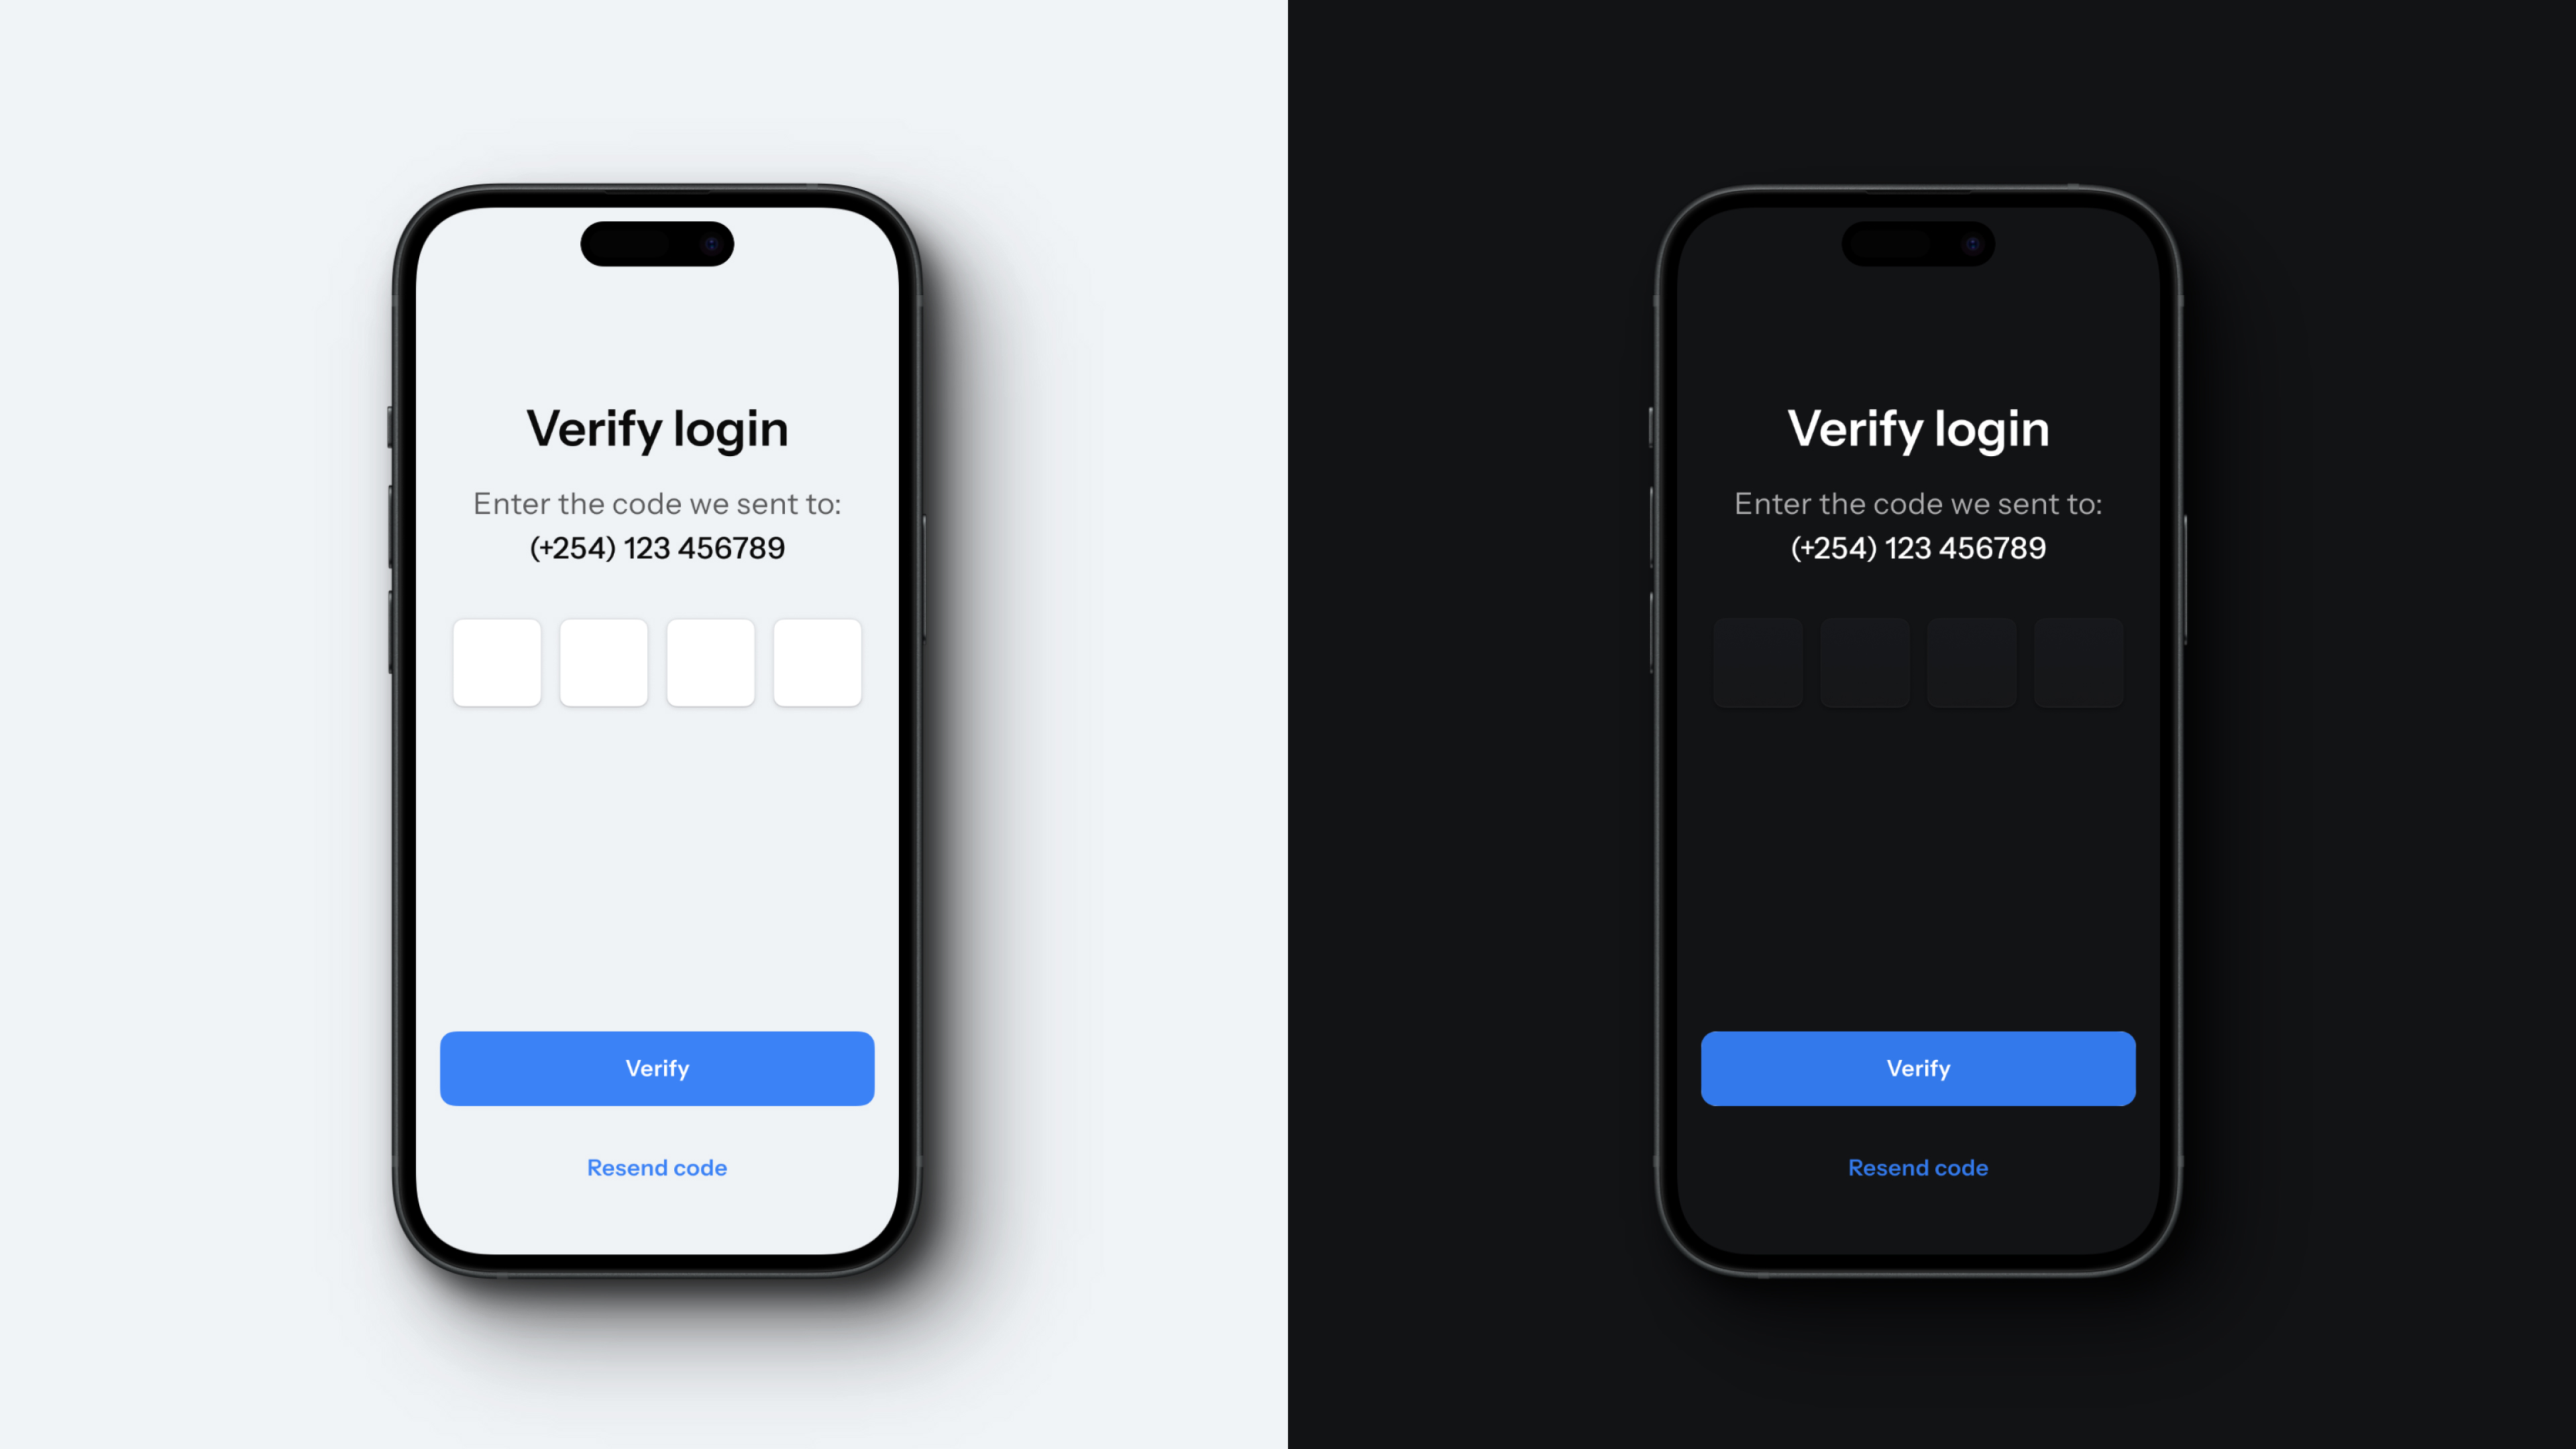 Verify login
Enter the code we sent to:
(+254) 123 456789
Verify
Resend code
Verify login
Enter the code we sent to:
(+254) 123 456789
Verify
Resend code